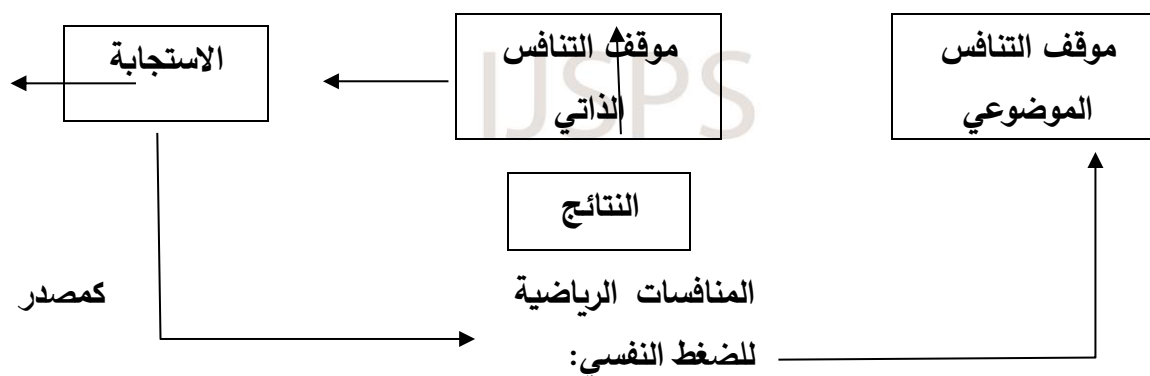 موقف التنافس
الموضوعي
موقف التنافس
الذاتي
الاستجابة
IJSPS
النتائج
المنافسات الرياضية كمصدر
للضغط النفسي: